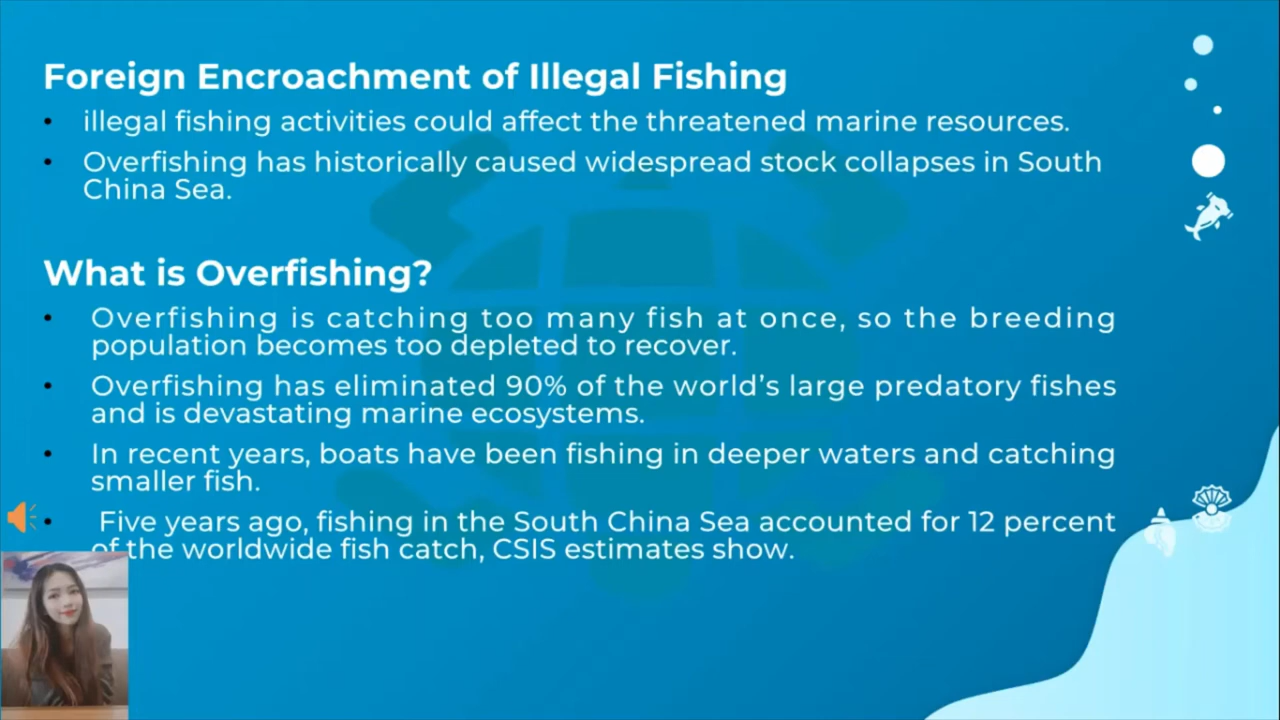 Foreign Encroachment of Illegal Fishing
• illegal fishing activities could affect the threatened marine resources.
• Overfishing has historically caused widespread stock collapses in South
China Sea.
What is Overfishing?
• Overfishing is catching too many fish at once, so the breeding
population becomes too depleted to recover.
• Overfishing has eliminated 90% of the world’s large predatory fishes
and is devastating marine ecosystems.
• In recent years, boats have been fishing in deeper waters and catching
smaller fish.
• Five years ago, fishing in the South China Sea accounted for 12 percent
of the worldwide fish catch, CSIS estimates show.